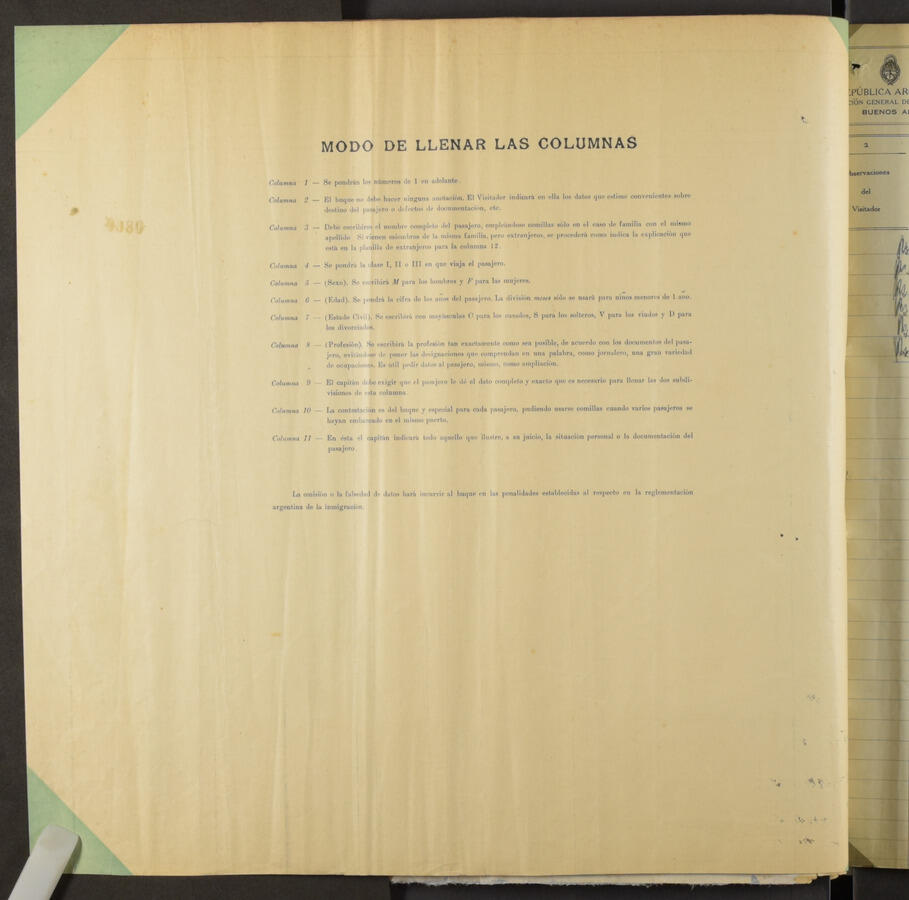 MODO DE LLENAR LAS COLUMNAS
Columna 1 — Se pondrán los números de 1 en adelante.
Columna 2 — El buque no debe hacer ninguna anotación. El Visitador indicará en ella los datos que estime convenientes sobre
destino del pasajero o defectos de documentación, etc.
Columna 3 — Debe escribirse el nombre completo del pasajero, empleándose comillas sólo en el caso de familia con el mismo
apellido. Si vienen miembros de la misma familia, pero extranjeros, se procederá como indica la explicación que
está en la planilla de extranjeros para la columna 12.
Columna 4 — Se pondrá la clase I, II o III en que viaja el pasajero.
Columna 5 — (Sexo). Se escribirá M para los hombres y F para las mujeres.
Columna 6 — (Edad). Se pondrá la cifra de los años del pasajero. La división meses sólo se usará para niños menores de 1 año.
Columna 7 — (Estado Civil). Se escribirá con mayúsculas C para los casados, S para los solteros, V para los viudos y D para
los divorciados.
Columna 8 — (Profesión). Se escribirá la profesión tan exactamente como sea posible, de acuerdo con los documentos del pasa-
jero, evitándose de poner las designaciones que comprendan en una palabra, como jornalero, una gran variedad
de ocupaciones. Es útil pedir datos al pasajero, mismo, como ampliación.
Columna 9 — El capitán debe exigir que el pasajero le dé el dato completo y exacto que es necesario para llenar las dos subdi-
visiones de esta columna.
Columna 10 — La contestación es del buque y especial para cada pasajero, pudiendo usarse comillas cuando varios pasajeros se
hayan embarcado en el mismo puerto.
Columna 11 — En ésta el capitán indicará todo aquello que ilustre, a su juicio, la situación personal o la documentación del
pasajero.
La omisión o la falsedad de datos hará incurrir al buque en las penalidades establecidas al respecto en la reglementación
argentina de la inmigración.
EPÚBLICA AR
CIÓN GENERAL DE
BUENOS AI
2
bservaciones
del
Visitador